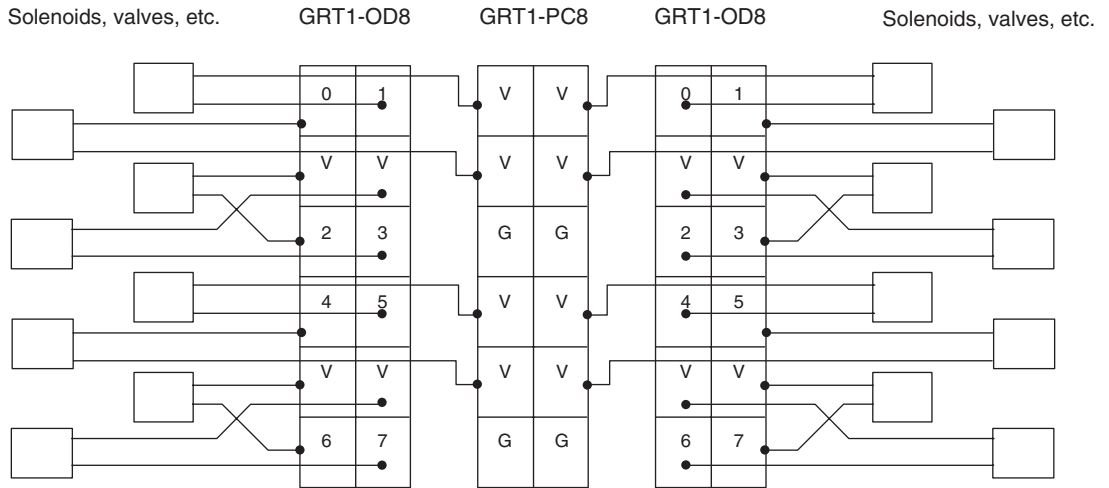 Solenoids, valves, etc. GRT1-OD8 GRT1-PC8 GRT1-OD8 Solenoids, valves, etc.
0 1 V V 0 1
V V V V V V
2 3 G G 2 3
4 5 V V 4 5
V V V V V V
6 7 G G 6 7